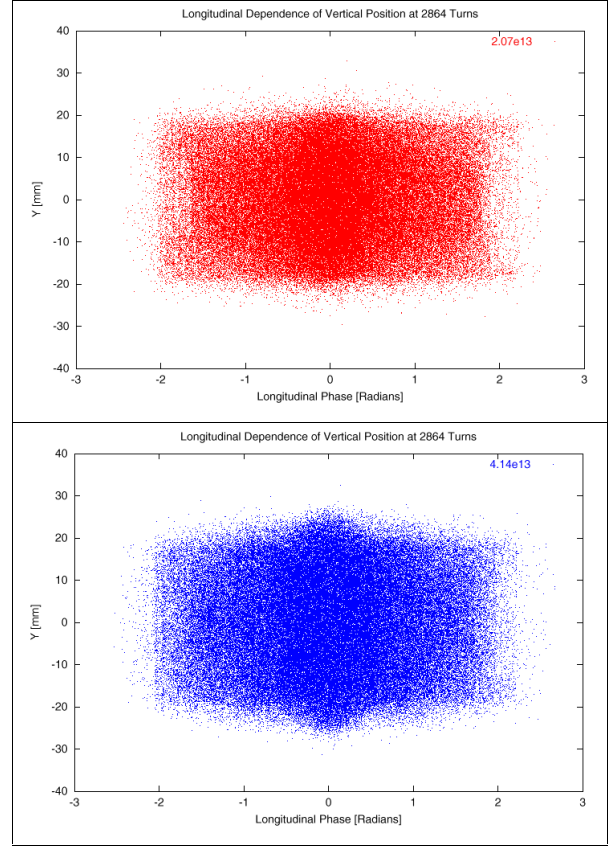 Longitudinal Dependence of Vertical Position at 2864 Turns
2.07e13
40
30
20
10
0
-10
-20
-30
-40
Y [mm]
-3 -2 -1 0 1 2 3
Longitudinal Phase [Radians]
Longitudinal Dependence of Vertical Position at 2864 Turns
4.14e13
40
30
20
10
0
-10
-20
-30
-40
Y [mm]
-3 -2 -1 0 1 2 3
Longitudinal Phase [Radians]